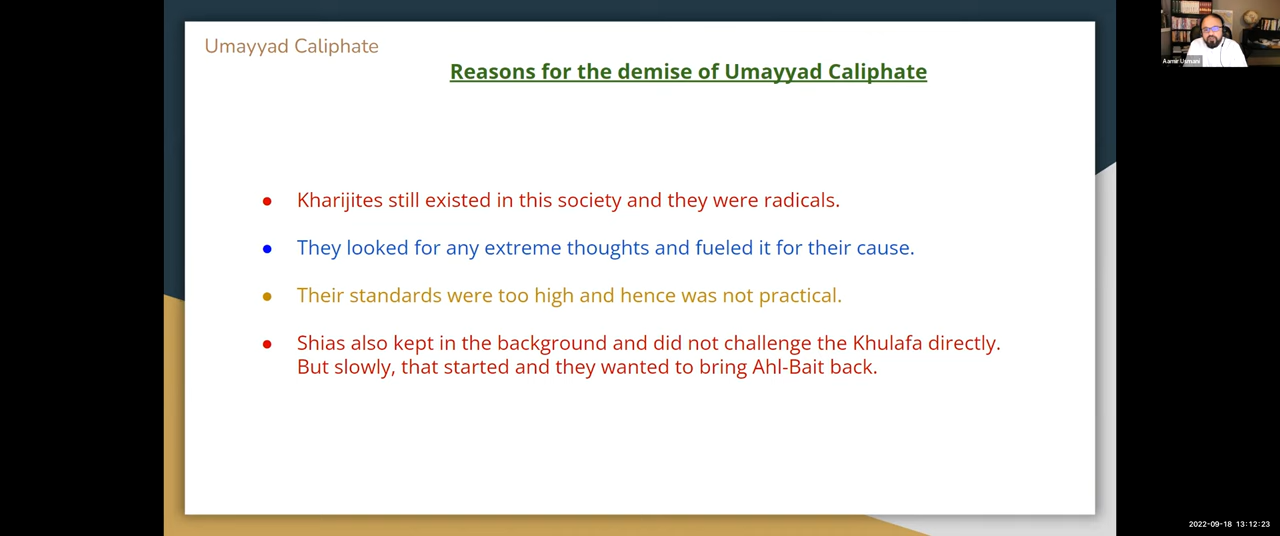 Umayyad Caliphate
Reasons for the demise of Umayyad Caliphate
● Kharijites still existed in this society and they were radicals.
● They looked for any extreme thoughts and fueled it for their cause.
● Their standards were too high and hence was not practical.
● Shias also kept in the background and did not challenge the Khulafa directly.
But slowly, that started and they wanted to bring Ahl-Bait back.
Aamir Usmani
2022-09-18 13:12:23